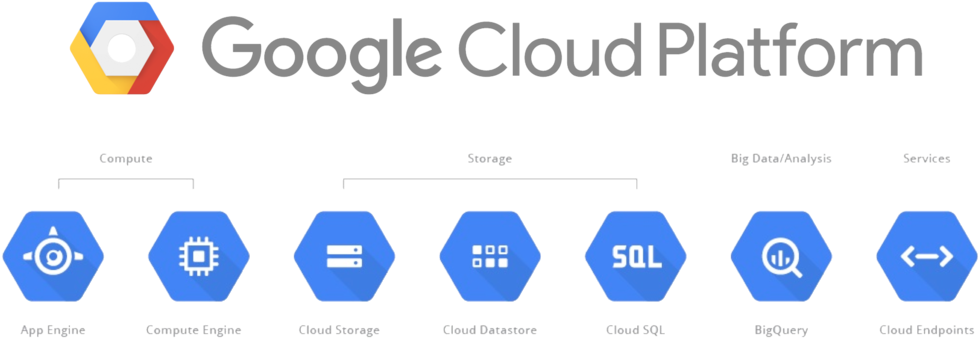 Google Cloud Platform
Compute
Storage
Big Data/Analysis
Services
SQL
App Engine
Compute Engine
Cloud Storage
Cloud Datastore
Cloud SQL
BigQuery
Cloud Endpoints